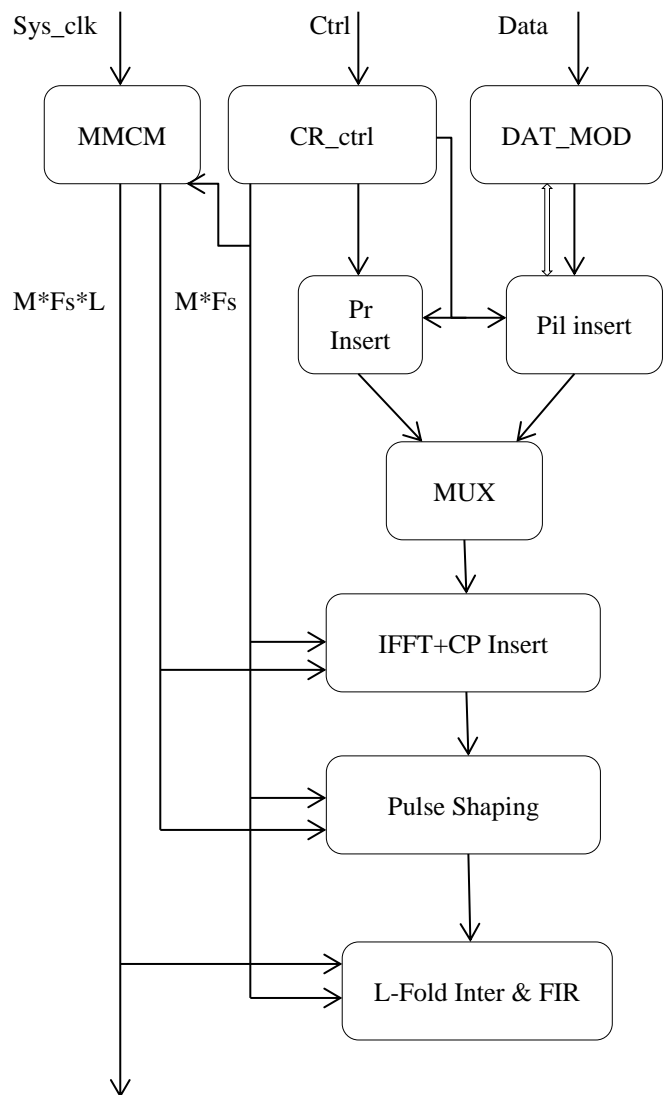 Sys_clk
Ctrl
Data
MMCM
CR_ctrl
DAT_MOD
M*Fs*L
M*Fs
Pr
Insert
Pil insert
MUX
IFFT+CP Insert
Pulse Shaping
L-Fold Inter & FIR